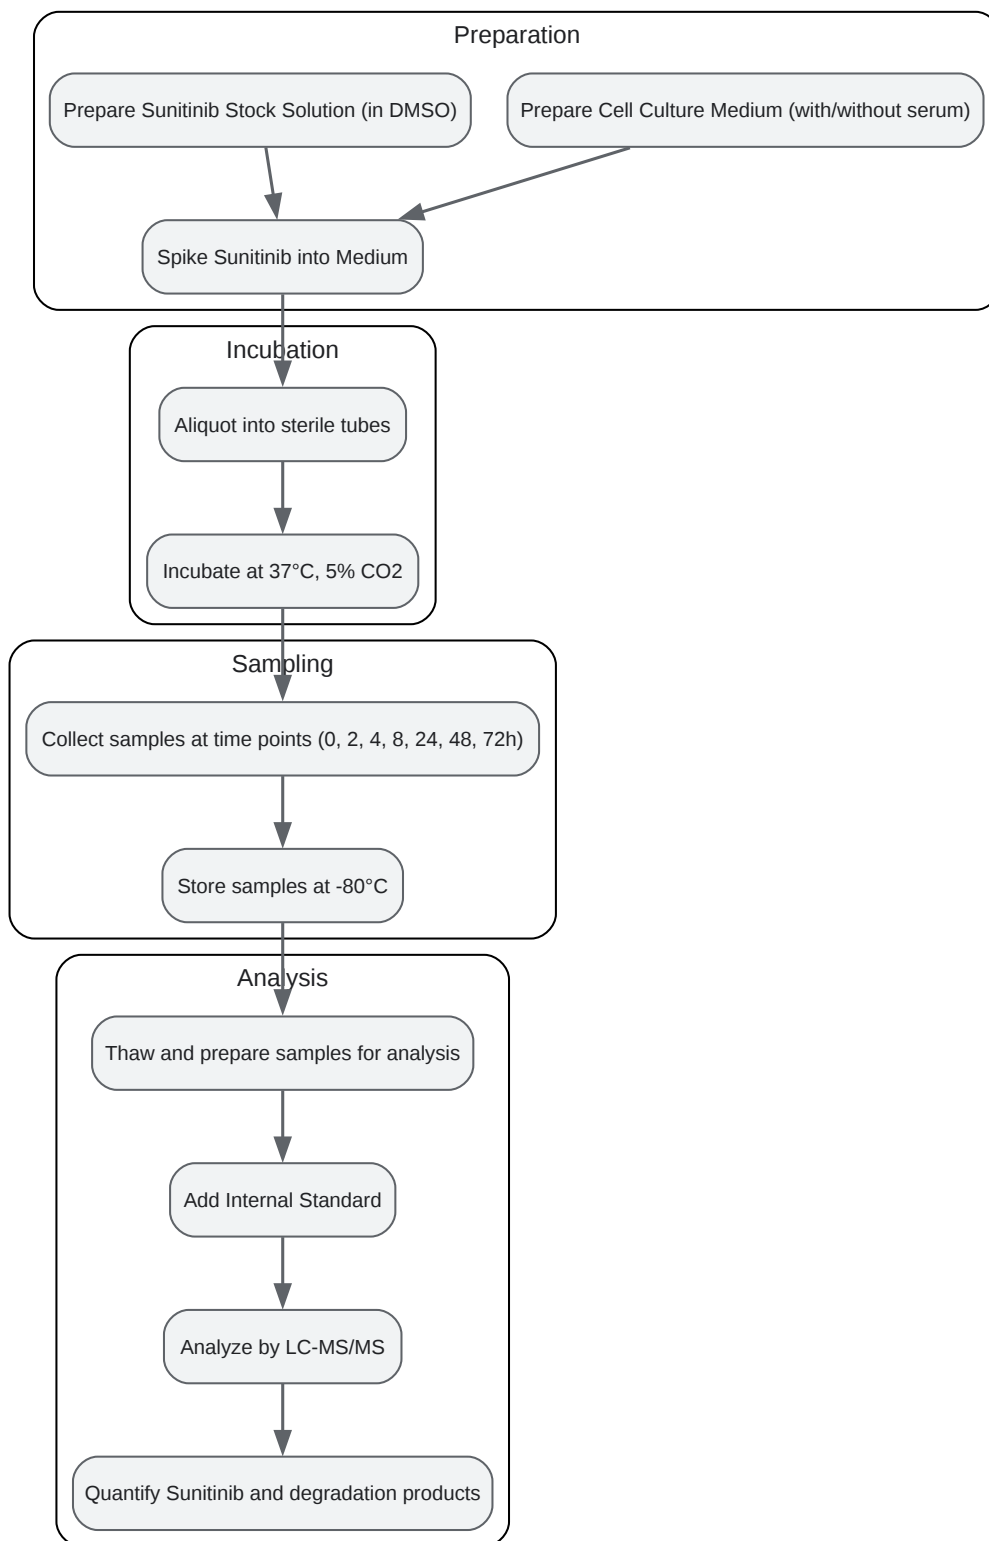 Preparation
Prepare Sunitinib Stock Solution (in DMSO)
Prepare Cell Culture Medium (with/without serum)
Spike Sunitinib into Medium
Incubation
Aliquot into sterile tubes
Incubate at 37°C, 5% CO2
Sampling
Collect samples at time points (0, 2, 4, 8, 24, 48, 72h)
Store samples at -80°C
Analysis
Thaw and prepare samples for analysis
Add Internal Standard
Analyze by LC-MS/MS
Quantify Sunitinib and degradation products